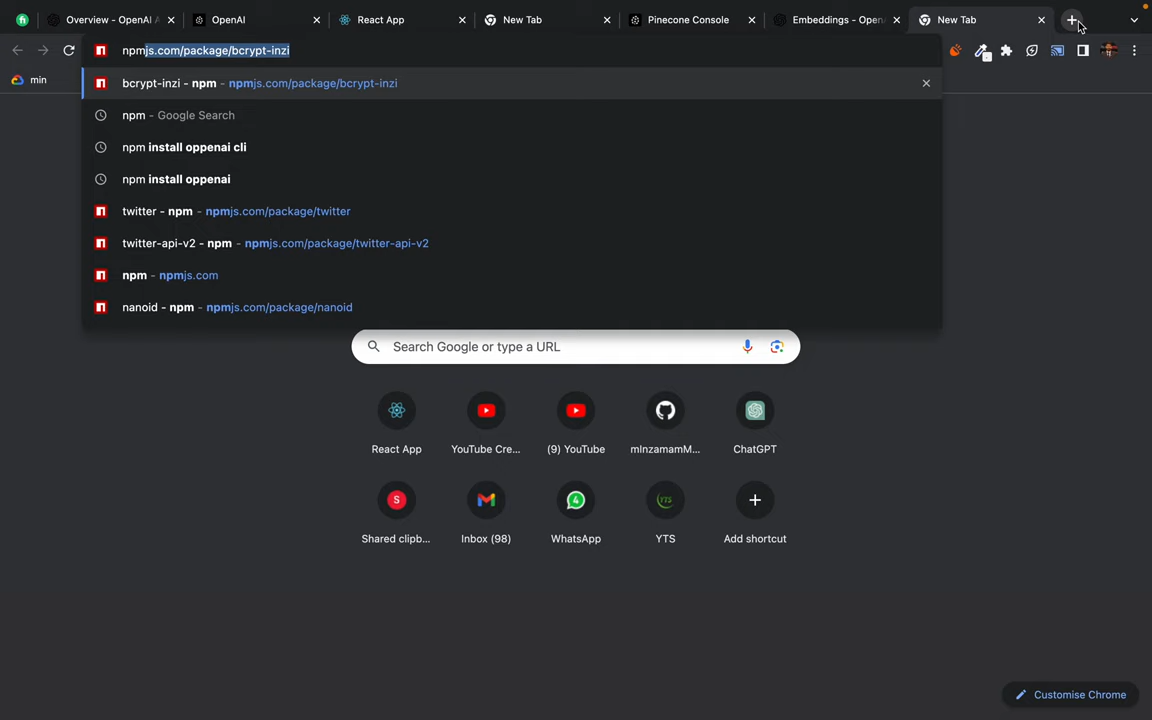 Overview - OpenAI A
OpenAI
React App
New Tab
Pinecone Console
Embeddings - Open
New Tab
npmjs.com/package/bcrypt-inzi
min
bcrypt-inzi - npm - npmjs.com/package/bcrypt-inzi
npm - Google Search
npm install oppenai cli
npm install oppenai
twitter - npm - npmjs.com/package/twitter
twitter-api-v2 - npm - npmjs.com/package/twitter-api-v2
npm - npmjs.com
nanoid - npm - npmjs.com/package/nanoid
Search Google or type a URL
React App
YouTube Cre...
(9) YouTube
mInzamamM...
ChatGPT
S
4
YTS
Shared clipb...
Inbox (98)
WhatsApp
YTS
Add shortcut
Customise Chrome